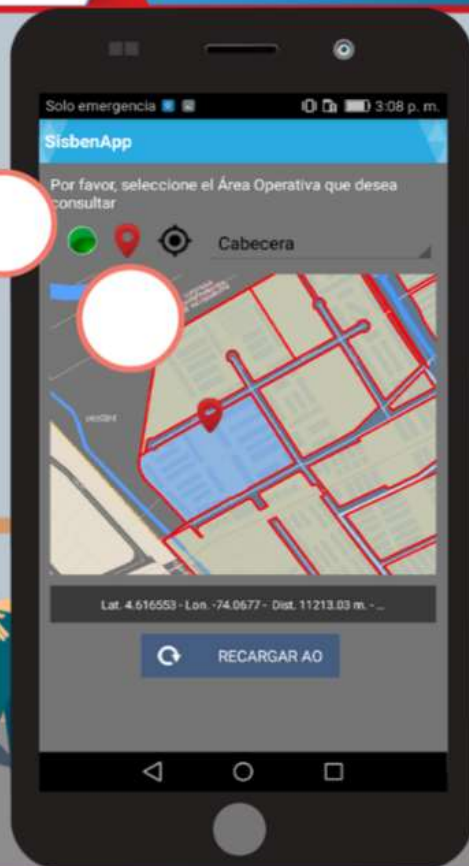 Solo emergencia
3:08 p. m.
SisbenApp
Por favor, seleccione el Área Operativa que desea
consultar
Cabecera
Lat. 4.616553 - Lon. -74.0677 - Dist. 11213.03 m. - ...
RECARGAR AO